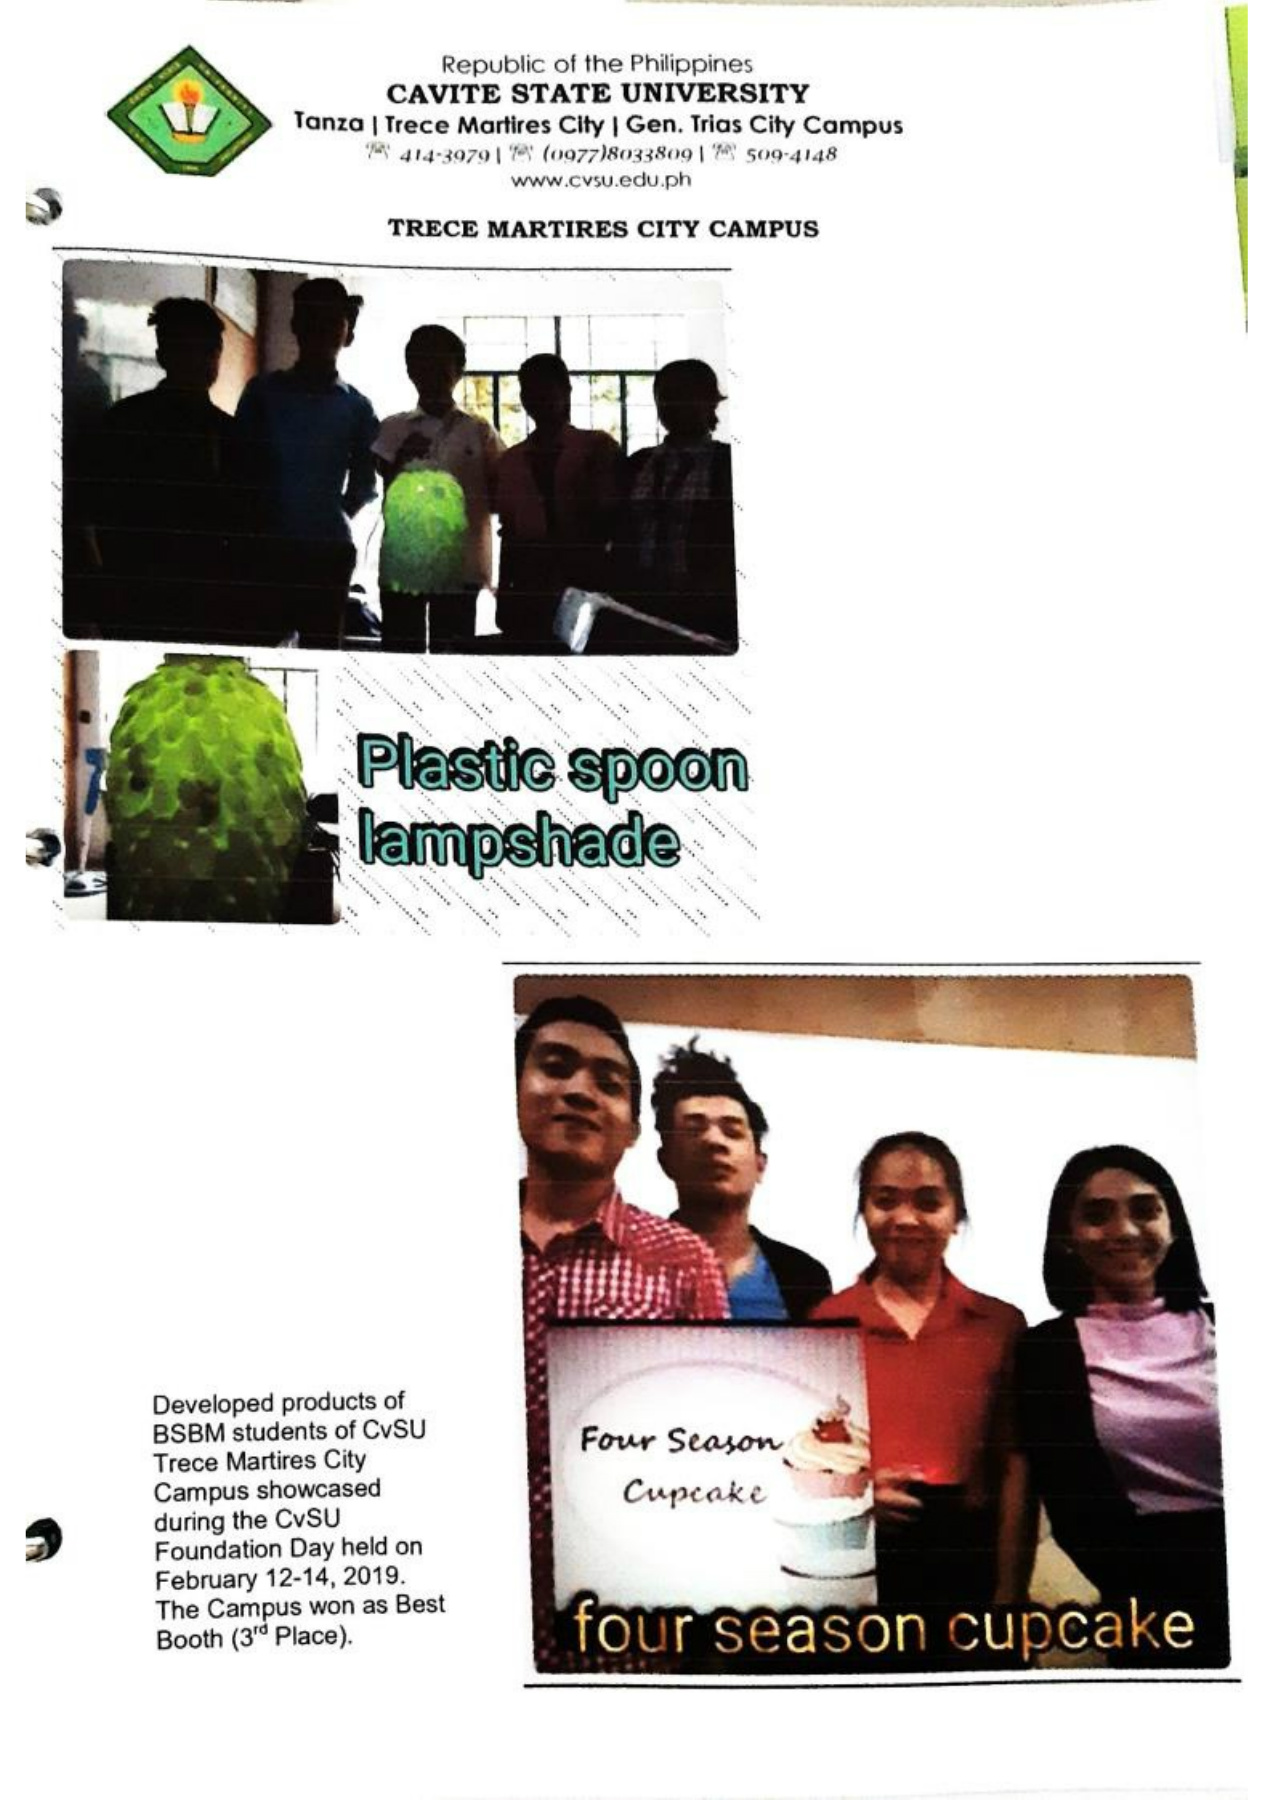 Republic of the Philippines
CAVITE STATE UNIVERSITY
Tanza | Trece Martires City | Gen. Trias City Campus
☏ 414-3979 | ☏ (0977)8033809 | ☏ 509-4148
www.cvsu.edu.ph
TRECE MARTIRES CITY CAMPUS
Plastic spoon
lampshade
Four Season
Cupcake
four season cupcake
Developed products of
BSBM students of CvSU
Trece Martires City
Campus showcased
during the CvSU
Foundation Day held on
February 12-14, 2019.
The Campus won as Best
Booth (3rd Place).